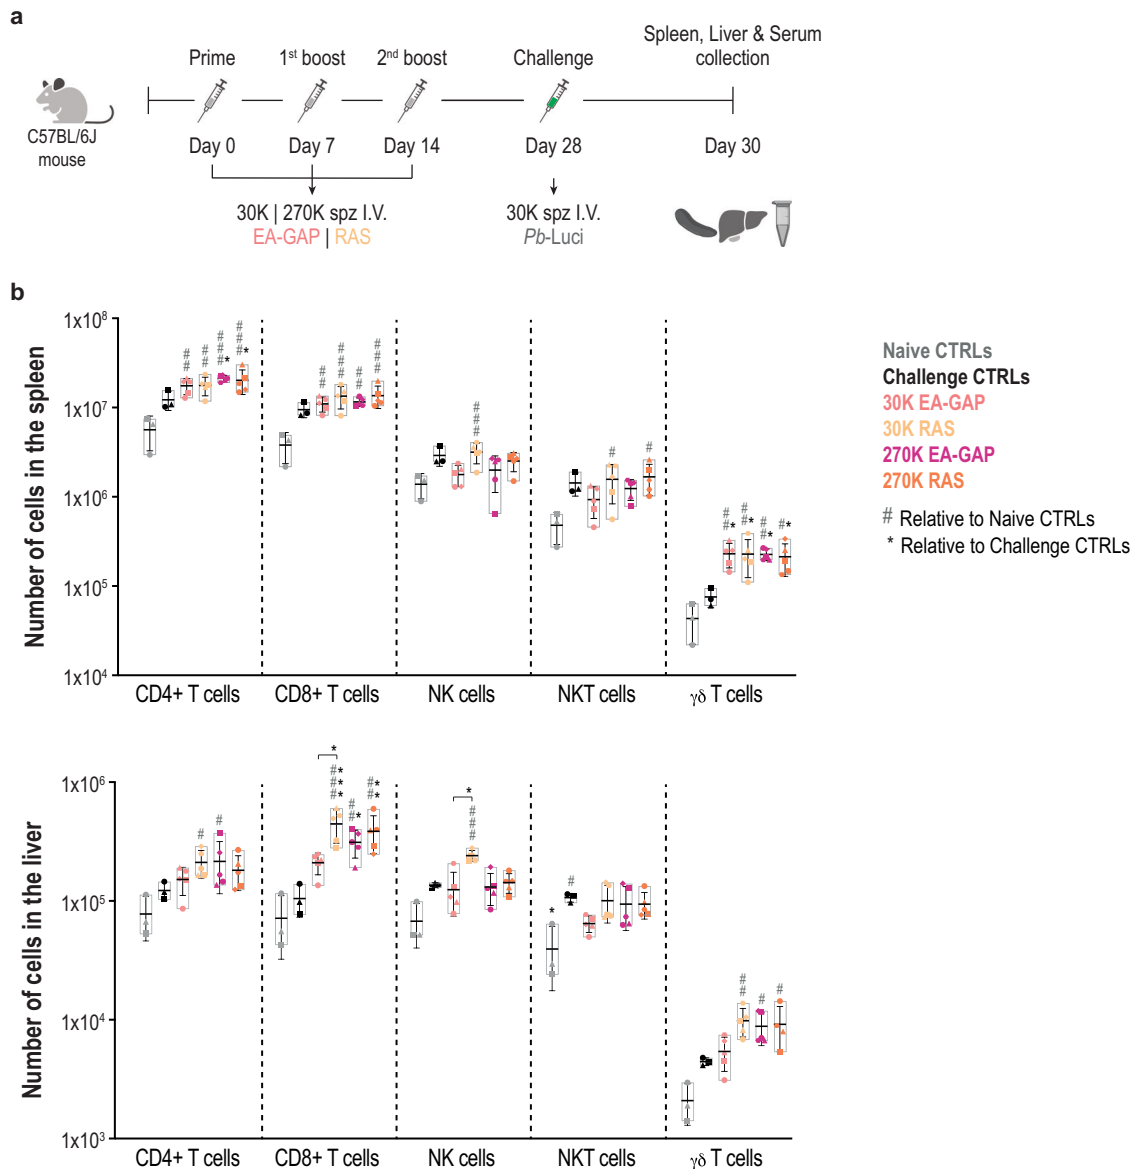 a
Spleen, Liver & Serum
collection
Prime
1st boost
2nd boost
Challenge
C57BL/6J
mouse
Day 0
Day 7
Day 14
Day 28
Day 30
30K | 270K spz I.V.
EA-GAP | RAS
30K spz I.V.
Pb-Luci
b
Number of cells in the spleen
1x10^8
1x10^7
1x10^6
1x10^5
1x10^4
# # #
# #
# # # *
# # # *
# #
# # #
# #
# # #
# # #
#
#
# # *
# # *
# # *
# *
CD4+ T cells
CD8+ T cells
NK cells
NKT cells
γδ T cells
Naive CTRLs
Challenge CTRLs
30K EA-GAP
30K RAS
270K EA-GAP
270K RAS
# Relative to Naive CTRLs
* Relative to Challenge CTRLs
Number of cells in the liver
1x10^6
1x10^5
1x10^4
1x10^3
#
#
*
# # # * * *
# # *
# # * *
*
# # #
*
#
# #
#
#
CD4+ T cells
CD8+ T cells
NK cells
NKT cells
γδ T cells